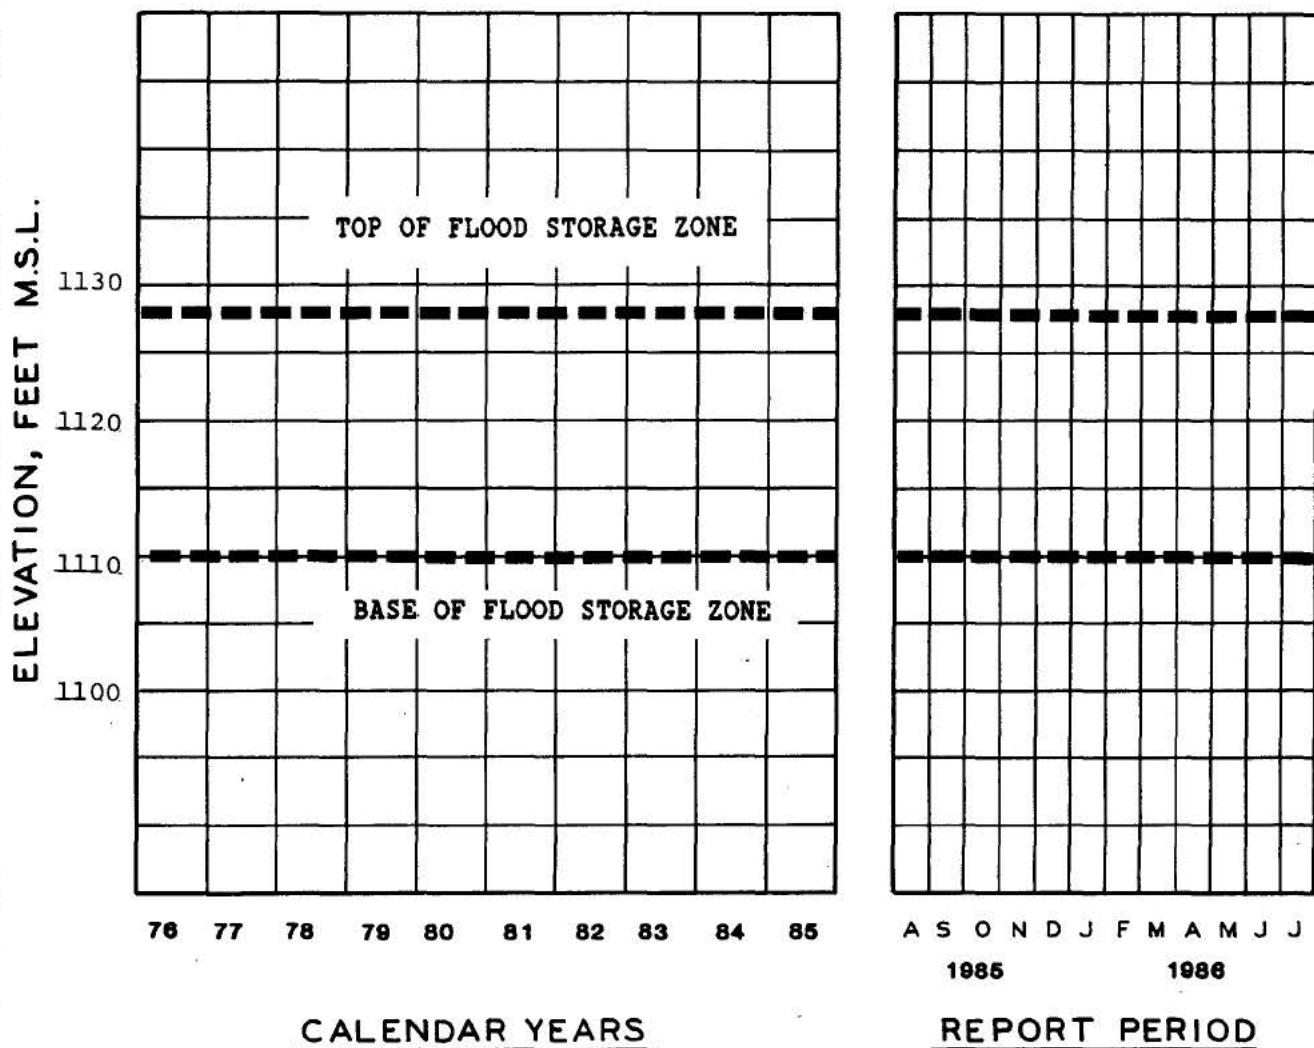 ELEVATION, FEET M.S.L.
1130
1120
1110
1100
TOP OF FLOOD STORAGE ZONE
BASE OF FLOOD STORAGE ZONE
76 77 78 79 80 81 82 83 84 85
CALENDAR YEARS
A S O N D J F M A M J J
1985 1986
REPORT PERIOD